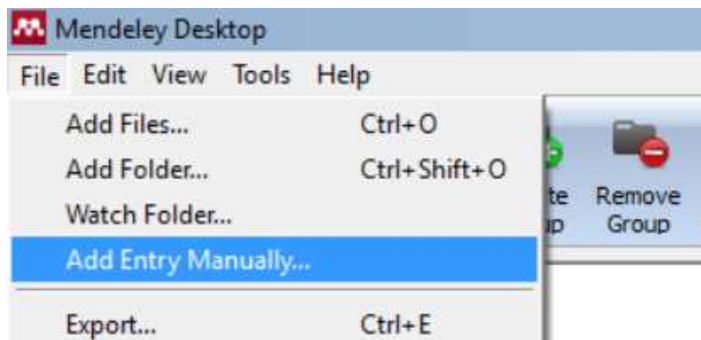 Mendeley Desktop
File Edit View Tools Help
Add Files... Ctrl+O
Add Folder... Ctrl+Shift+O
Watch Folder...
Add Entry Manually...
Export... Ctrl+E
Remove
Group